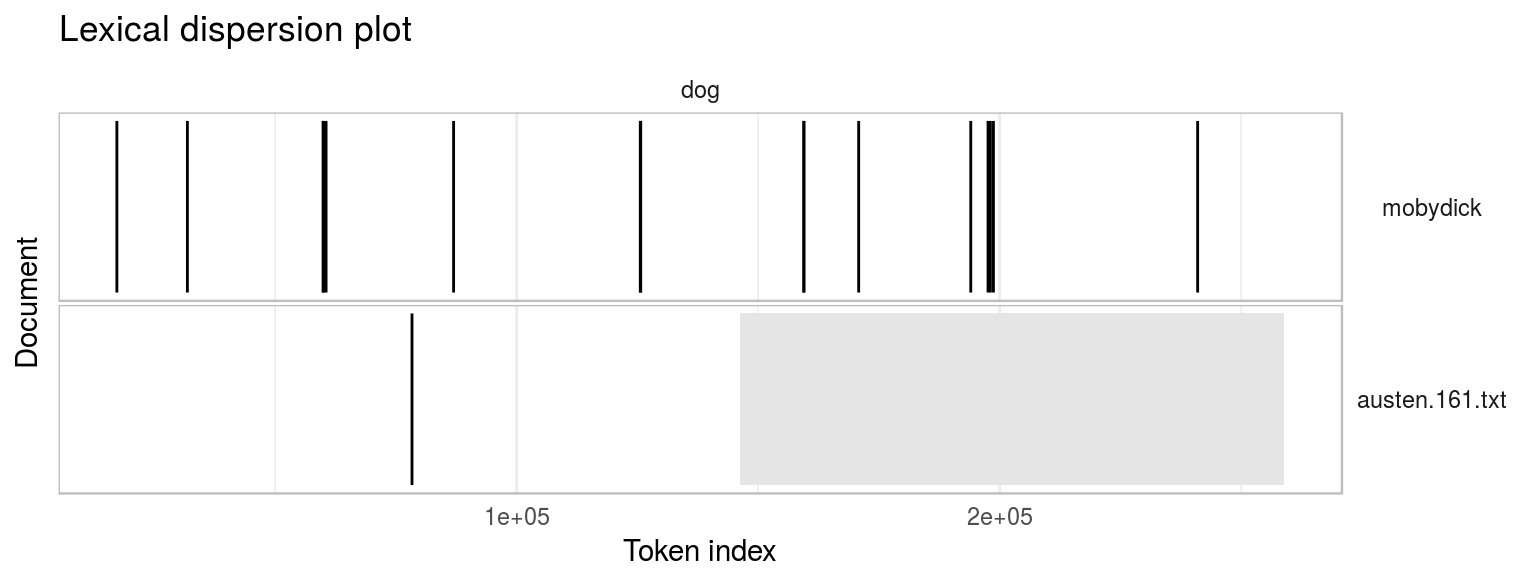 Lexical dispersion plot
dog
mobydick
Document
austen.161.txt
1e+05 2e+05
Token index